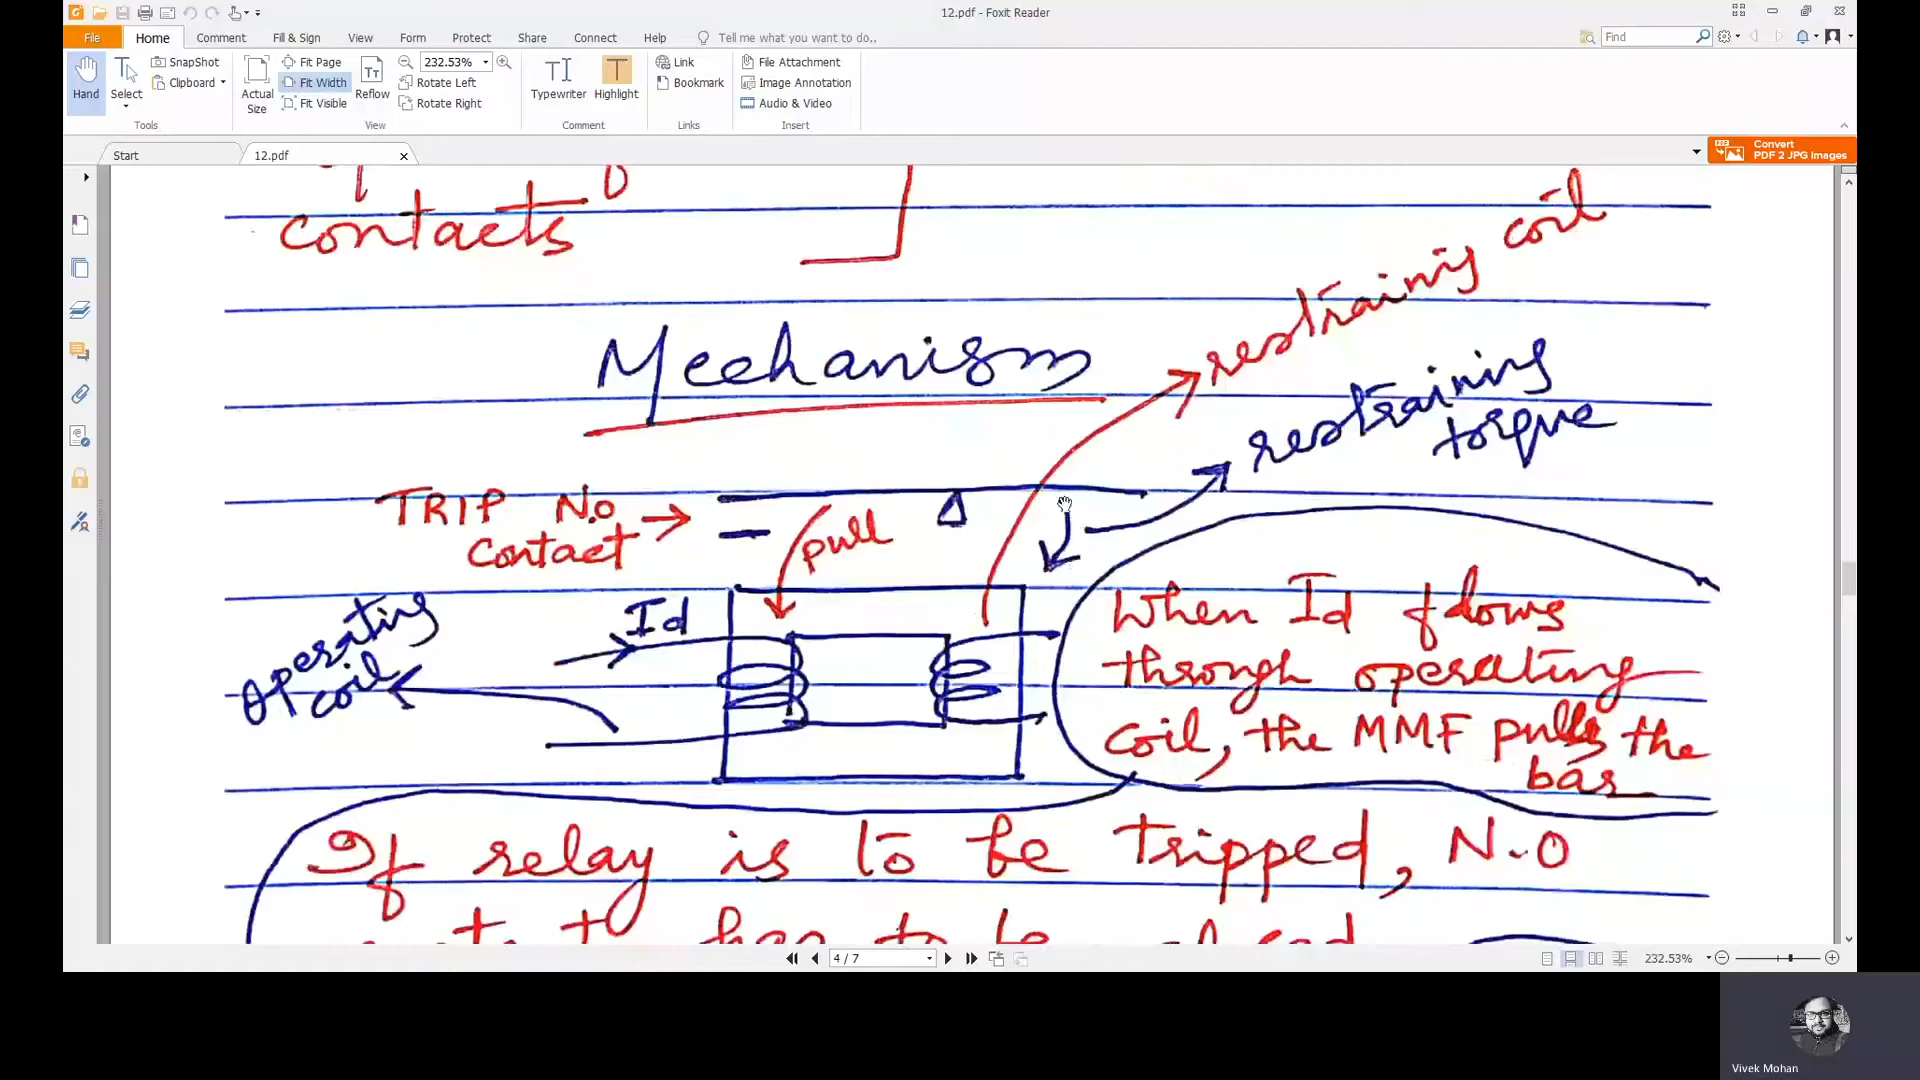 12.pdf - Foxit Reader
File Home Comment Fill & Sign View Form Protect Share Connect Help Tell me what you want to do..
Find
Hand Select SnapShot Clipboard
Actual Size Fit Page Fit Width Fit Visible Reflow 232.53% Rotate Left Rotate Right
Typewriter Highlight
Link Bookmark
File Attachment Image Annotation Audio & Video
Tools View Comment Links Insert
Start 12.pdf
Convert
PDF 2 JPG Images
contacts
restraining coil
Mechanism
restraining
torque
TRIP N.O
contact
pull
Operating
coil
Id
When Id flows
through operating
coil, the MMF pulls the
bar
If relay is to be tripped, N.O
has to be
4 / 7
232.53%
Vivek Mohan